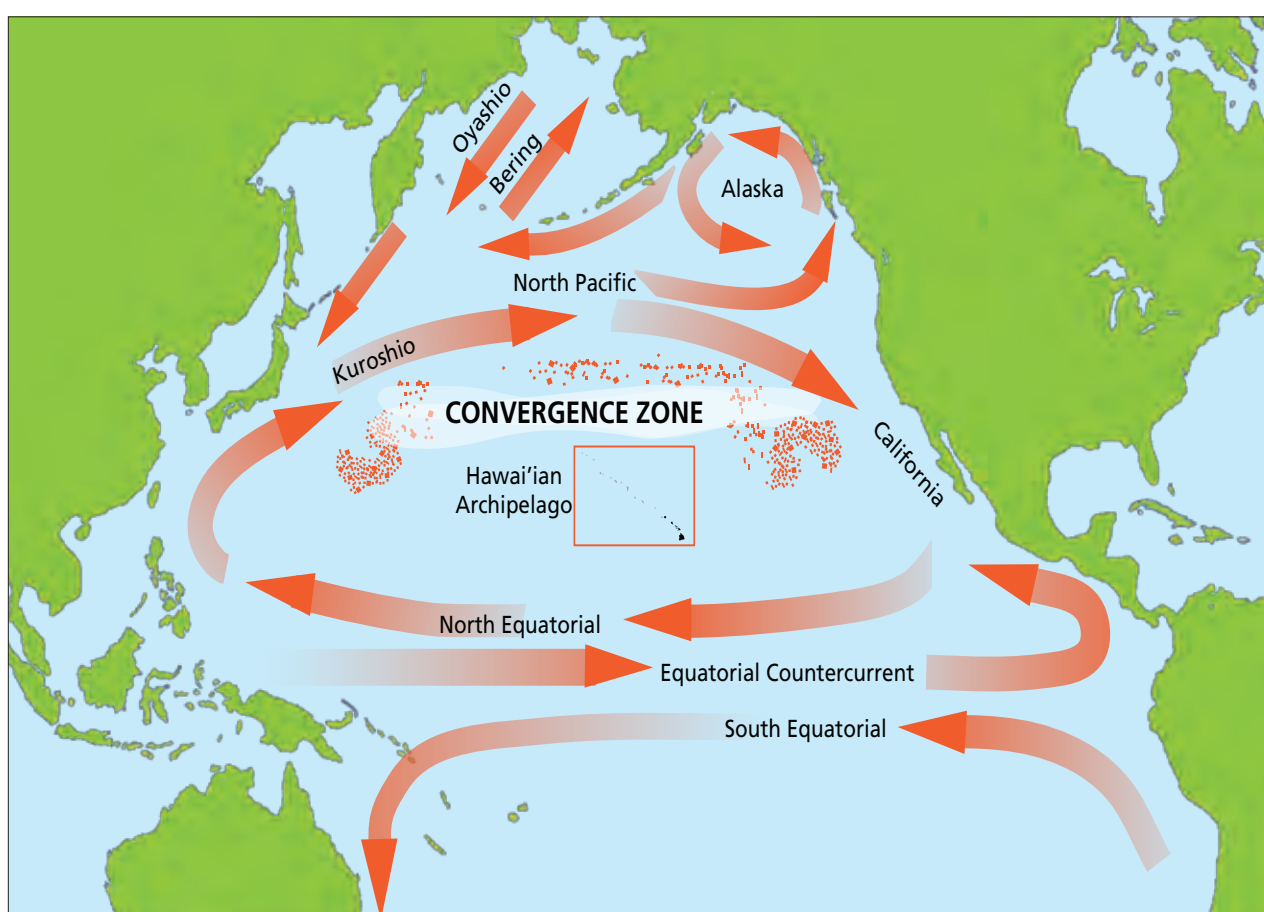 Oyashio
Bering
Alaska
North Pacific
Kuroshio
CONVERGENCE ZONE
California
Hawai'ian
Archipelago
North Equatorial
Equatorial Countercurrent
South Equatorial